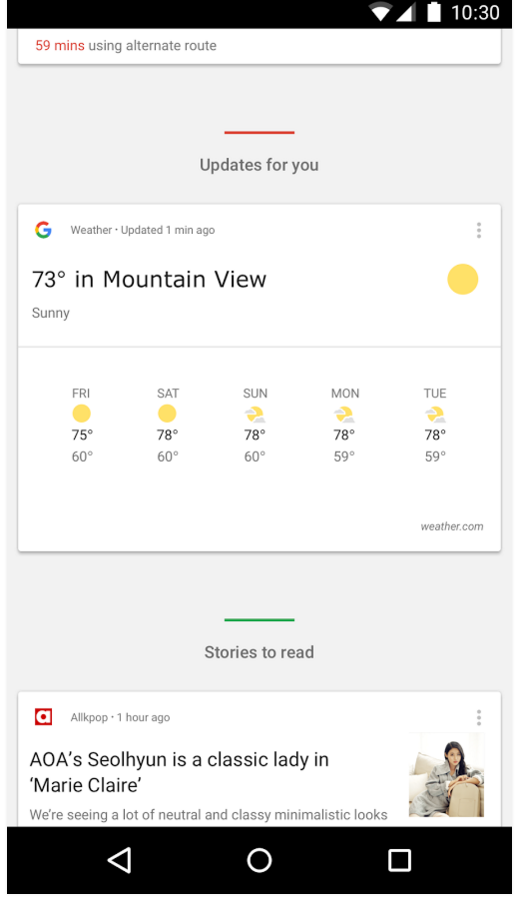 10:30
59 mins using alternate route
Updates for you
Weather · Updated 1 min ago
73° in Mountain View
Sunny
FRI SAT SUN MON TUE
75° 78° 78° 78° 78°
60° 60° 60° 59° 59°
weather.com
Stories to read
Allkpop · 1 hour ago
AOA’s Seolhyun is a classic lady in
‘Marie Claire’
We’re seeing a lot of neutral and classy minimalistic looks